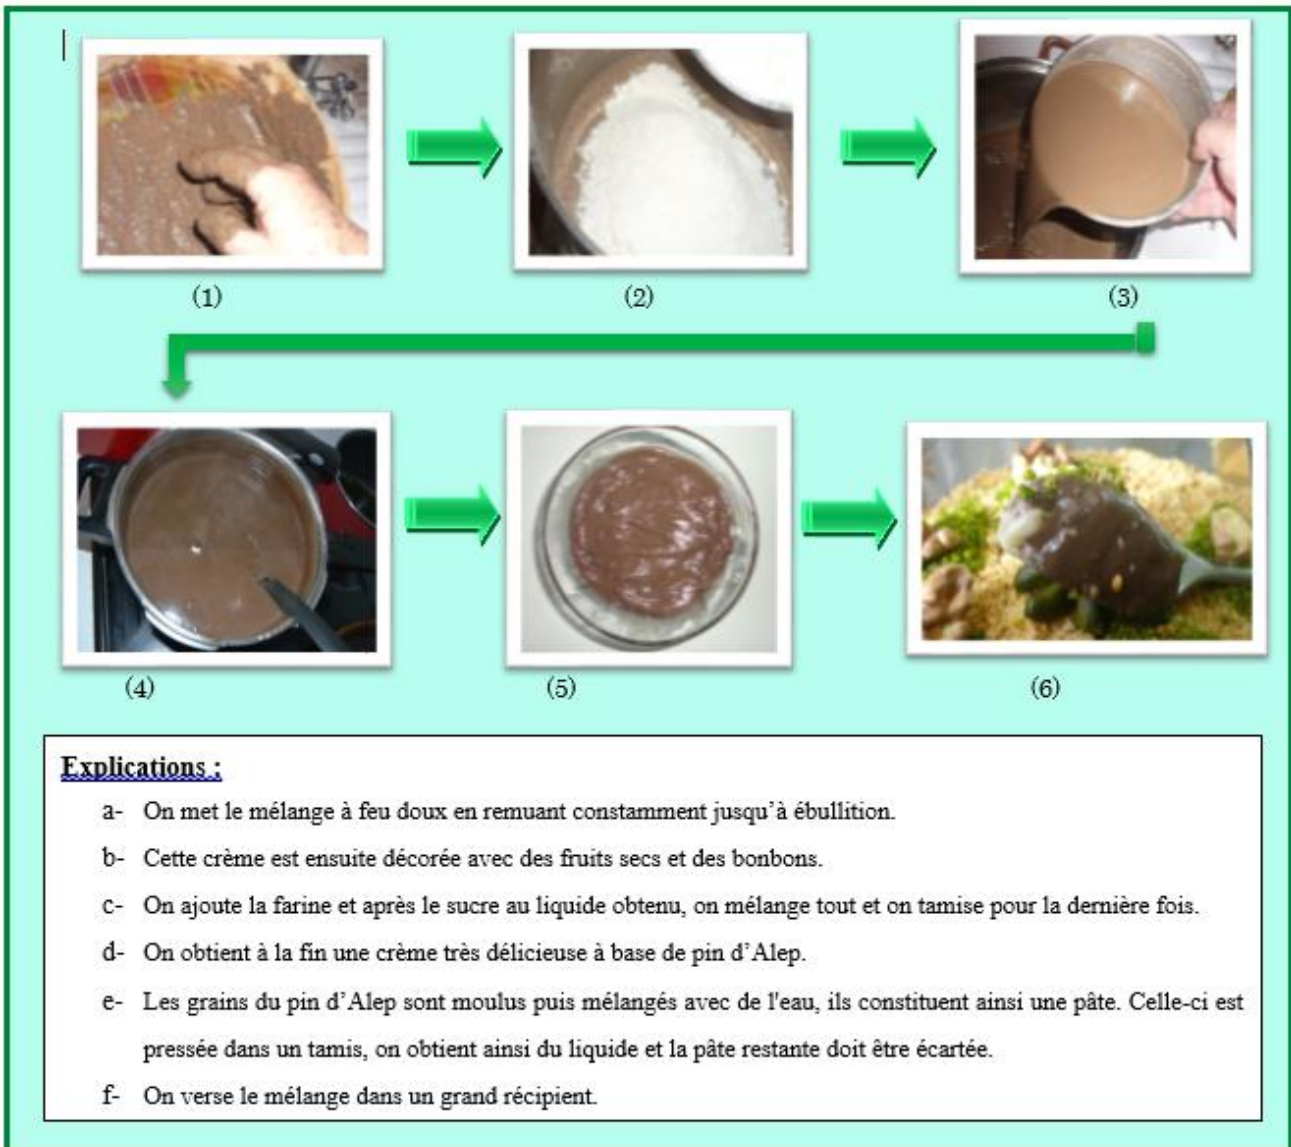 (1)
(2)
(3)
(4)
(5)
(6)
Explications :
a- On met le mélange à feu doux en remuant constamment jusqu’à ébullition.
b- Cette crème est ensuite décorée avec des fruits secs et des bonbons.
c- On ajoute la farine et après le sucre au liquide obtenu, on mélange tout et on tamise pour la dernière fois.
d- On obtient à la fin une crème très délicieuse à base de pin d’Alep.
e- Les grains du pin d’Alep sont moulus puis mélangés avec de l'eau, ils constituent ainsi une pâte. Celle-ci est
pressée dans un tamis, on obtient ainsi du liquide et la pâte restante doit être écartée.
f- On verse le mélange dans un grand récipient.